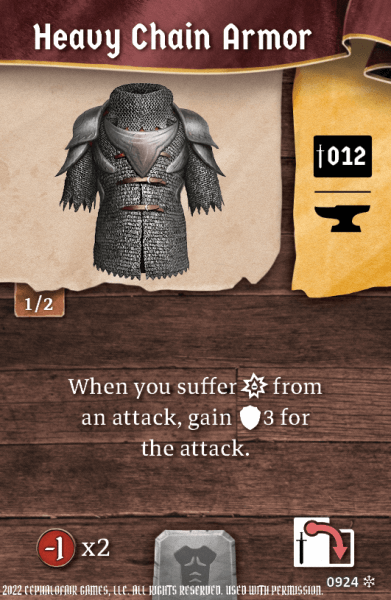 Heavy Chain Armor
012
1/2
When you suffer from
an attack, gain 3 for
the attack.
-1 x2
0924
2022 CEPHALOFAIR GAMES, LLC. ALL RIGHTS RESERVED. USED WITH PERMISSION.